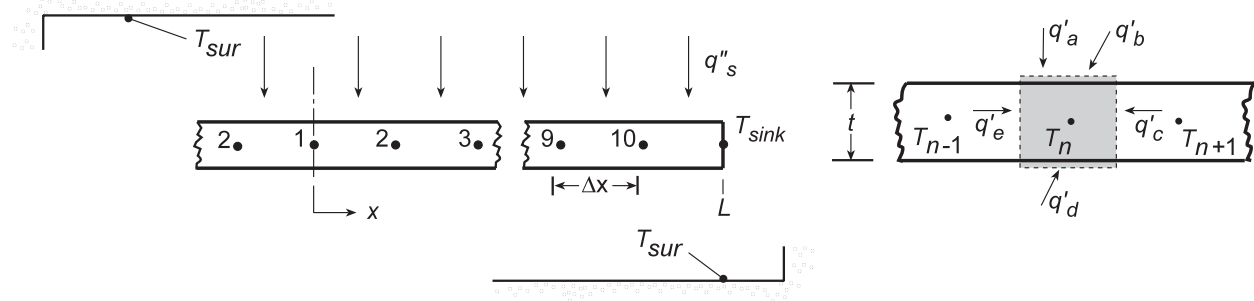 T_sur
q"_s
2 1 2 3 9 10
T_sink
Δx
x
L
T_sur
q'_a
q'_b
t
q'_e
q'_c
T_n-1
T_n
T_n+1
q'_d